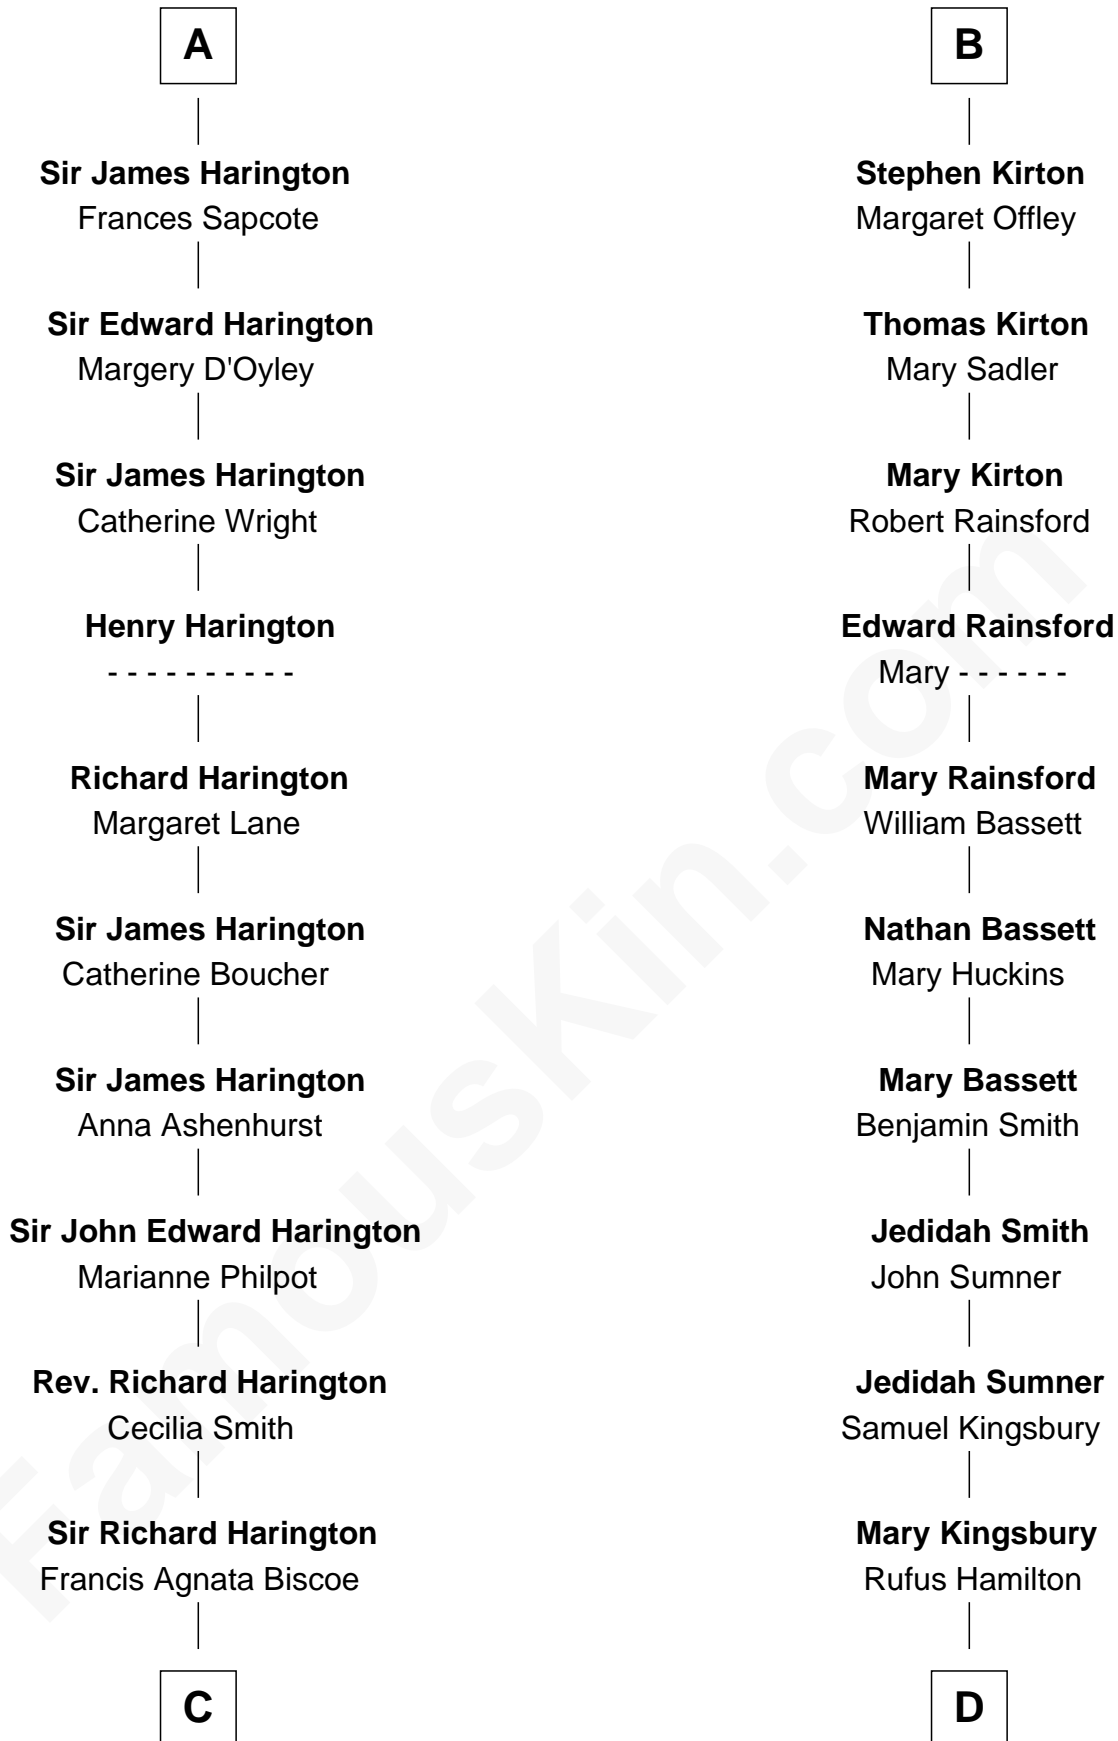 A
Sir James Harington
Frances Sapcote
Sir Edward Harington
Margery D'Oyley
Sir James Harington
Catherine Wright
Henry Harington
- - - - - - - - - -
Richard Harington
Margaret Lane
Sir James Harington
Catherine Boucher
Sir James Harington
Anna Ashenhurst
Sir John Edward Harington
Marianne Philpot
Rev. Richard Harington
Cecilia Smith
Sir Richard Harington
Francis Agnata Biscoe
C
B
Stephen Kirton
Margaret Offley
Thomas Kirton
Mary Sadler
Mary Kirton
Robert Rainsford
Edward Rainsford
Mary - - - - - -
Mary Rainsford
William Bassett
Nathan Bassett
Mary Huckins
Mary Bassett
Benjamin Smith
Jedidah Smith
John Sumner
Jedidah Sumner
Samuel Kingsbury
Mary Kingsbury
Rufus Hamilton
D
FamousKin.com